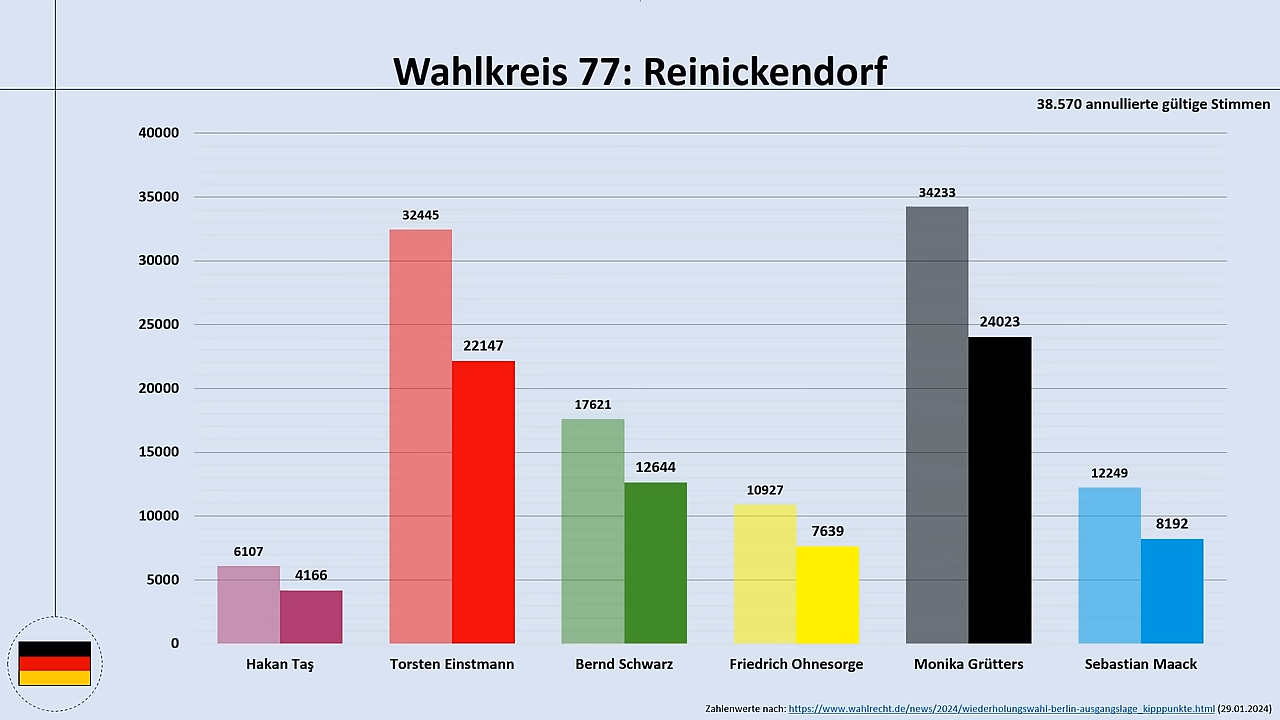 Wahlkreis 77: Reinickendorf
38.570 annullierte gültige Stimmen
40000
35000
30000
25000
20000
15000
10000
5000
0
6107
4166
32445
22147
17621
12644
10927
7639
34233
24023
12249
8192
Hakan Taş
Torsten Einstmann
Bernd Schwarz
Friedrich Ohnesorge
Monika Grütters
Sebastian Maack
Zahlenwerte nach: https://www.wahlrecht.de/news/2024/wiederholungswahl-berlin-ausgangslage_kipppunkte.html (29.01.2024)